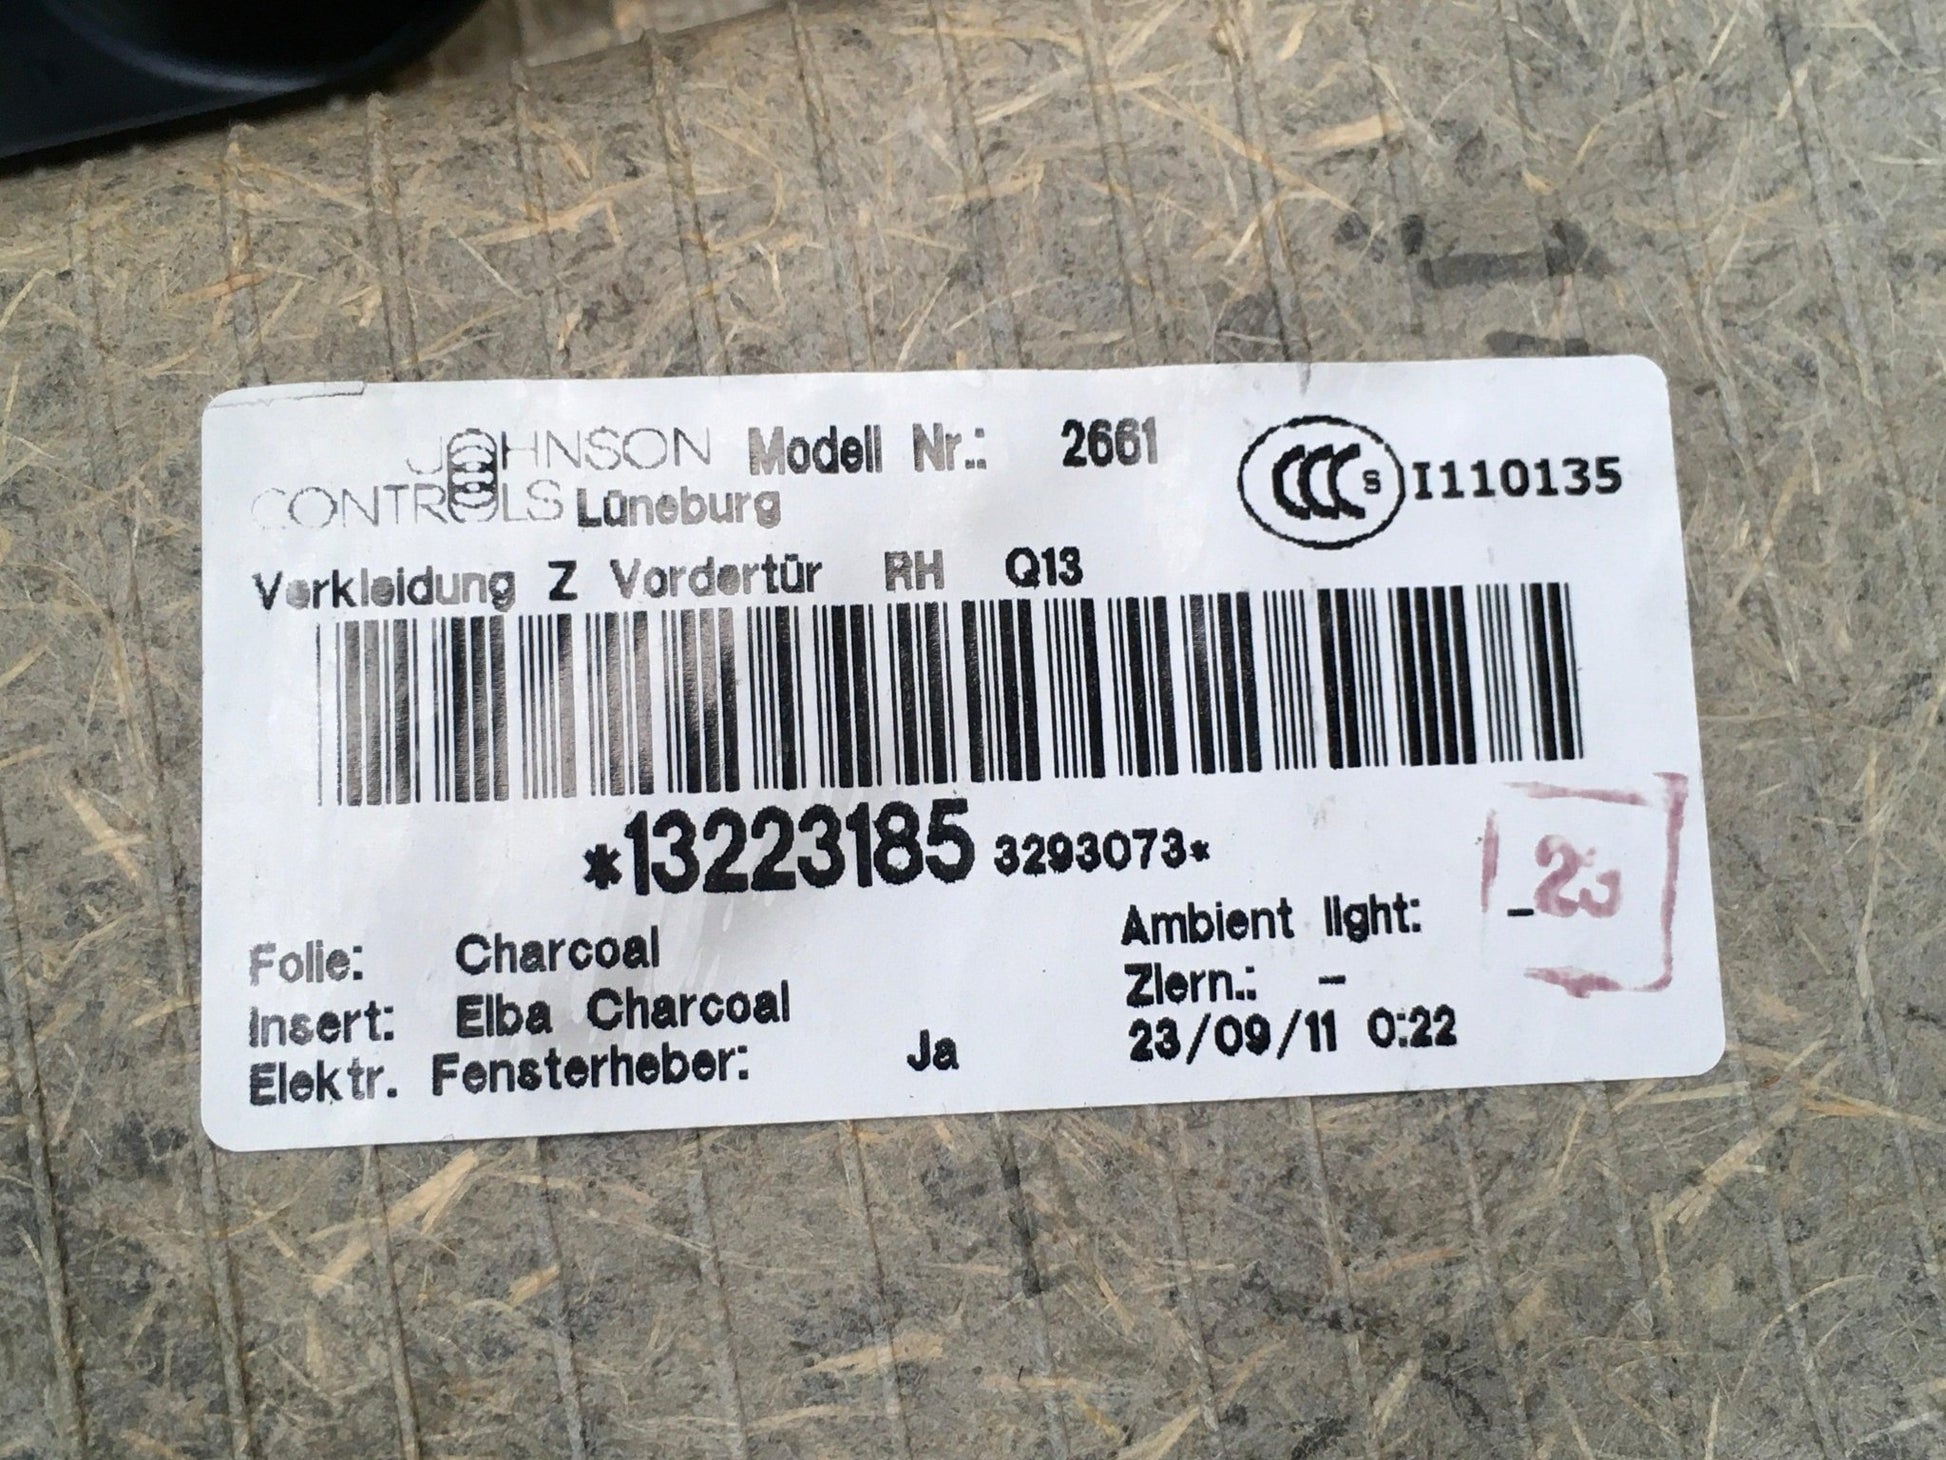 JOHNSON Modell Nr.: 2661
CONTROLS Lüneburg
CCC S I110135
Verkleidung Z Vordertür RH Q13
*13223185 3293073*
Folie: Charcoal
Insert: Elba Charcoal
Elektr. Fensterheber: Ja
Ambient light: –
Ziern.: –
23/09/11 0:22